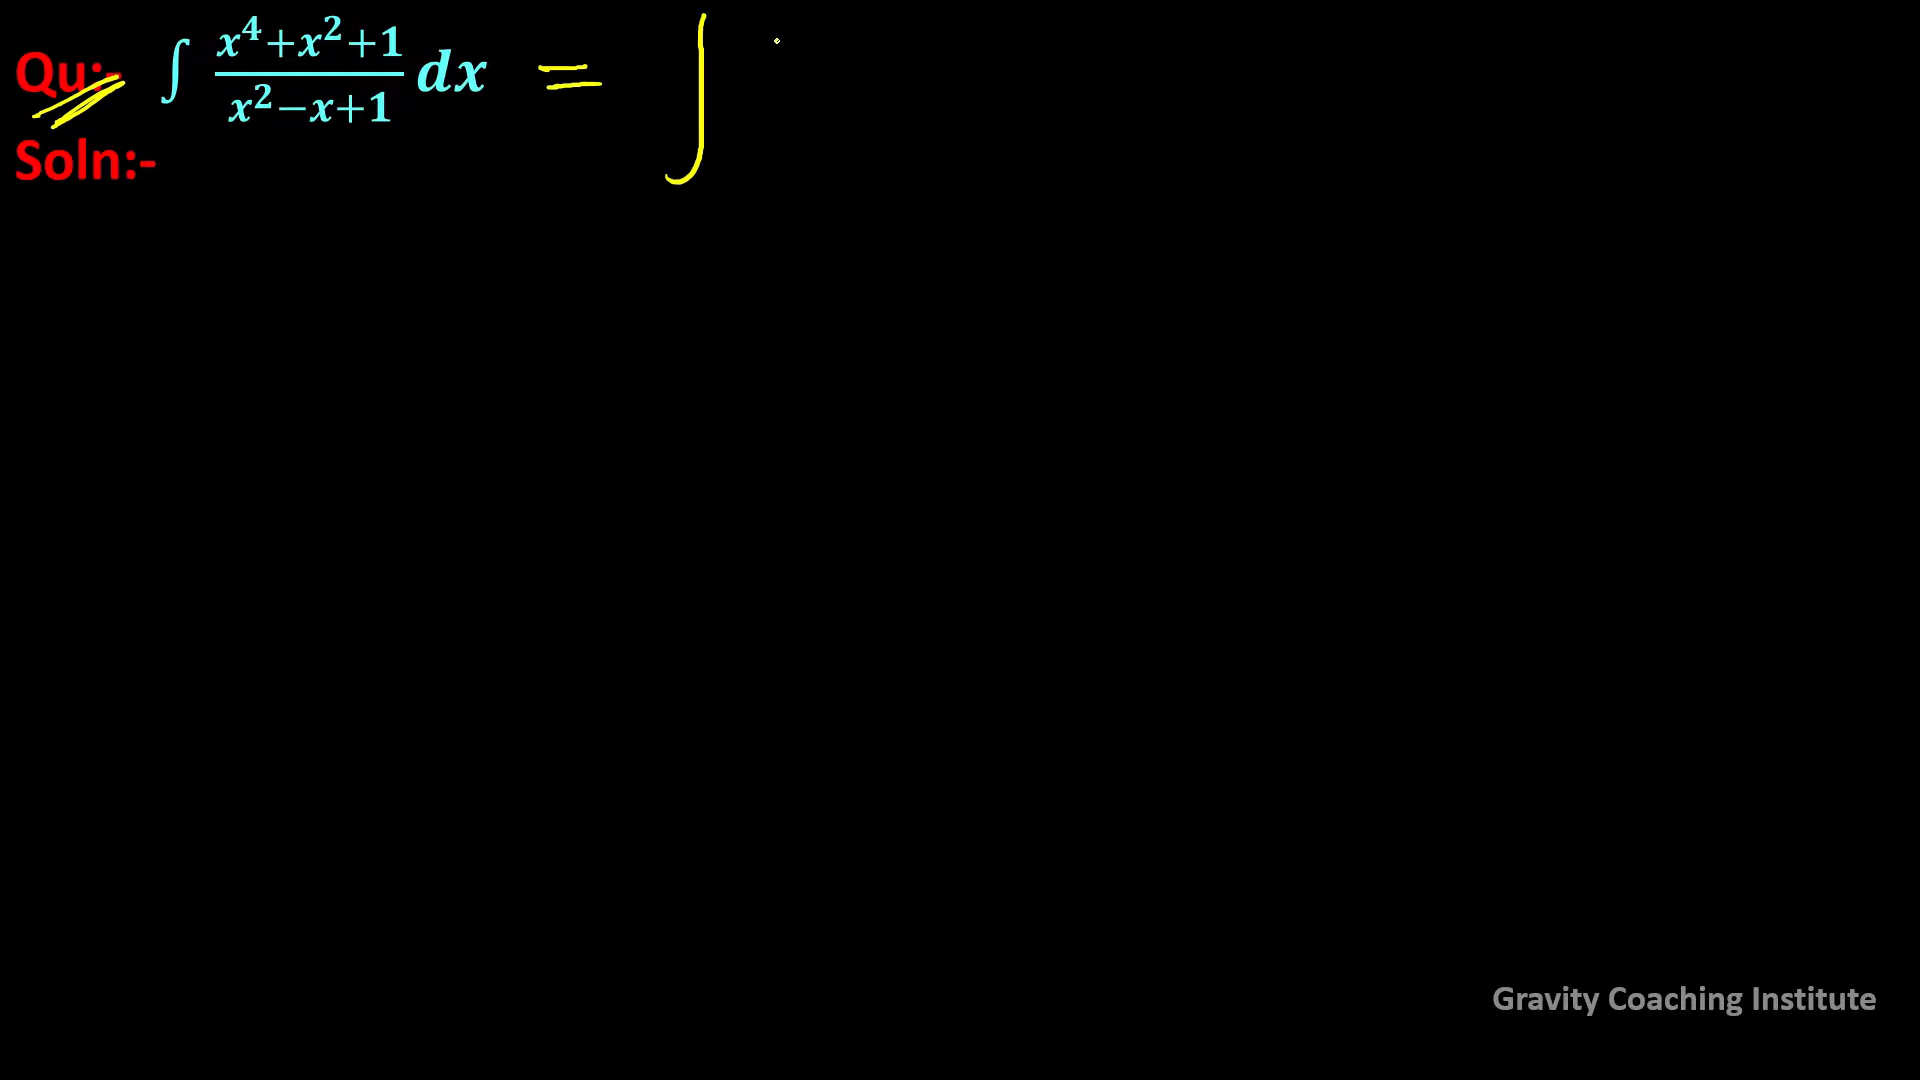 Qu:- ∫ (x⁴+x²+1)/(x²−x+1) dx = ∫
Soln:-
Gravity Coaching Institute